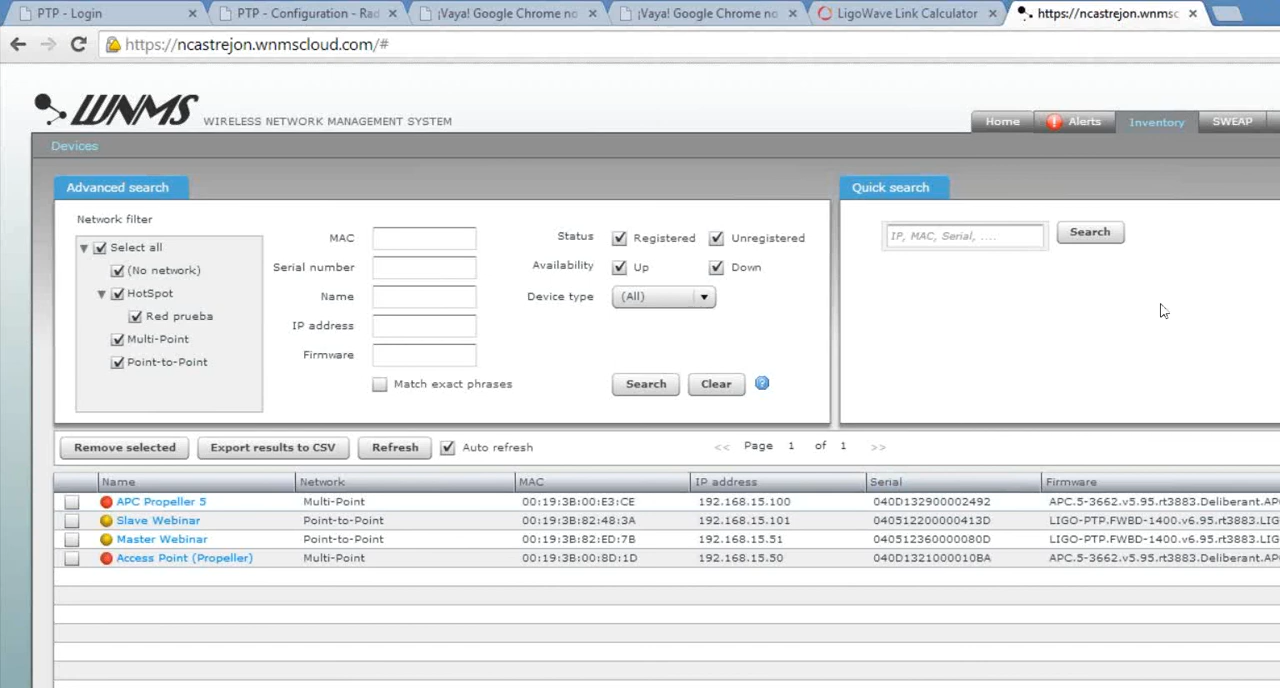 PTP - Login
PTP - Configuration - Rad
¡Vaya! Google Chrome no
¡Vaya! Google Chrome no
LigoWave Link Calculator
https://ncastrejon.wnmsc
https://ncastrejon.wnmscloud.com/#
WNMS WIRELESS NETWORK MANAGEMENT SYSTEM
Home Alerts Inventory SWEAP
Devices
Advanced search
Network filter
Select all
(No network)
HotSpot
Red prueba
Multi-Point
Point-to-Point
MAC
Serial number
Name
IP address
Firmware
Match exact phrases
Status Registered Unregistered
Availability Up Down
Device type (All)
Search Clear ?
Quick search
IP, MAC, Serial, .... Search
Remove selected Export results to CSV Refresh Auto refresh << Page 1 of 1 >>
Name Network MAC IP address Serial Firmware
APC Propeller 5 Multi-Point 00:19:3B:00:E3:CE 192.168.15.100 040D132900002492 APC.5-3662.v5.95.rt3883.Deliberant.AP
Slave Webinar Point-to-Point 00:19:3B:82:48:3A 192.168.15.101 040512200000413D LIGO-PTP.FWBD-1400.v6.95.rt3883.LIG
Master Webinar Point-to-Point 00:19:3B:82:ED:7B 192.168.15.51 040512360000080D LIGO-PTP.FWBD-1400.v6.95.rt3883.LIG
Access Point (Propeller) Multi-Point 00:19:3B:00:8D:1D 192.168.15.50 040D1321000010BA APC.5-3662.v5.95.rt3883.Deliberant.AP